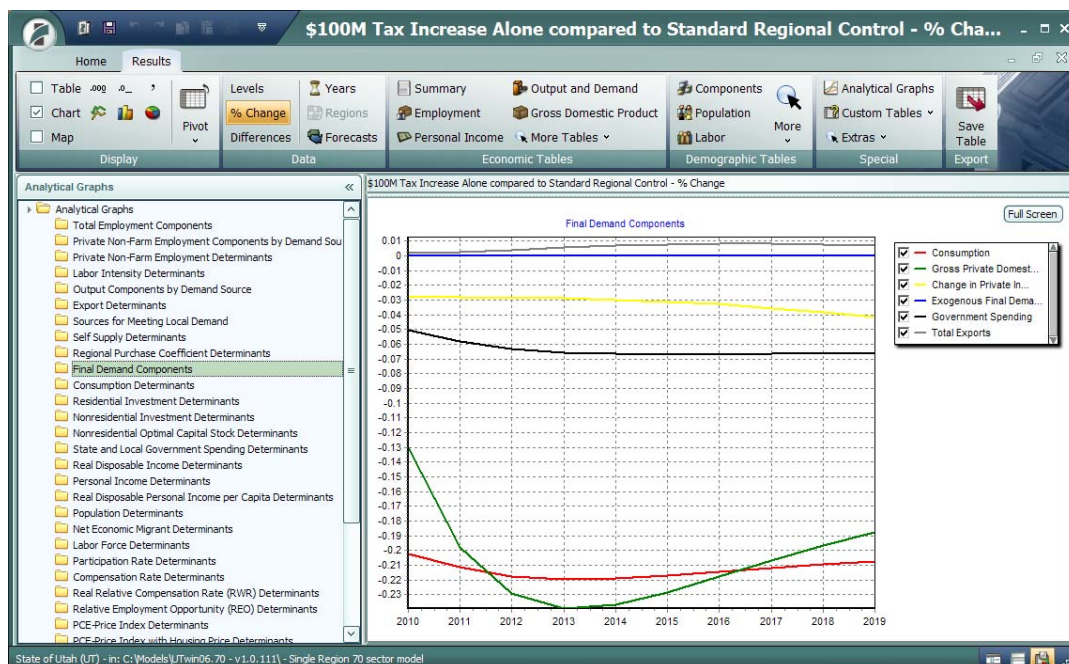 $100M Tax Increase Alone compared to Standard Regional Control - % Cha...
Home Results
Table .000 .0_ ,
Chart
Map
Pivot
Display
Levels
% Change
Differences
Years
Regions
Forecasts
Data
Summary
Employment
Personal Income
Output and Demand
Gross Domestic Product
More Tables
Economic Tables
Components
Population
Labor
More
Demographic Tables
Analytical Graphs
Custom Tables
Extras
Special
Save
Table
Export
Analytical Graphs «
Analytical Graphs
Total Employment Components
Private Non-Farm Employment Components by Demand Sou
Private Non-Farm Employment Determinants
Labor Intensity Determinants
Output Components by Demand Source
Export Determinants
Sources for Meeting Local Demand
Self Supply Determinants
Regional Purchase Coefficient Determinants
Final Demand Components
Consumption Determinants
Residential Investment Determinants
Nonresidential Investment Determinants
Nonresidential Optimal Capital Stock Determinants
State and Local Government Spending Determinants
Real Disposable Income Determinants
Personal Income Determinants
Real Disposable Personal Income per Capita Determinants
Population Determinants
Net Economic Migrant Determinants
Labor Force Determinants
Participation Rate Determinants
Compensation Rate Determinants
Real Relative Compensation Rate (RWR) Determinants
Relative Employment Opportunity (REO) Determinants
PCE-Price Index Determinants
PCE-Price Index with Housing Price Determinants
$100M Tax Increase Alone compared to Standard Regional Control - % Change
Full Screen
Final Demand Components
0.01
0
-0.01
-0.02
-0.03
-0.04
-0.05
-0.06
-0.07
-0.08
-0.09
-0.1
-0.11
-0.12
-0.13
-0.15
-0.16
-0.17
-0.18
-0.19
-0.2
-0.21
-0.22
-0.23
2010 2011 2012 2013 2014 2015 2016 2017 2018 2019
Consumption
Gross Private Domest...
Change in Private In...
Exogenous Final Dema...
Government Spending
Total Exports
State of Utah (UT) - in: C:\Models\UTwin06.70 - v1.0.111\ - Single Region 70 sector model